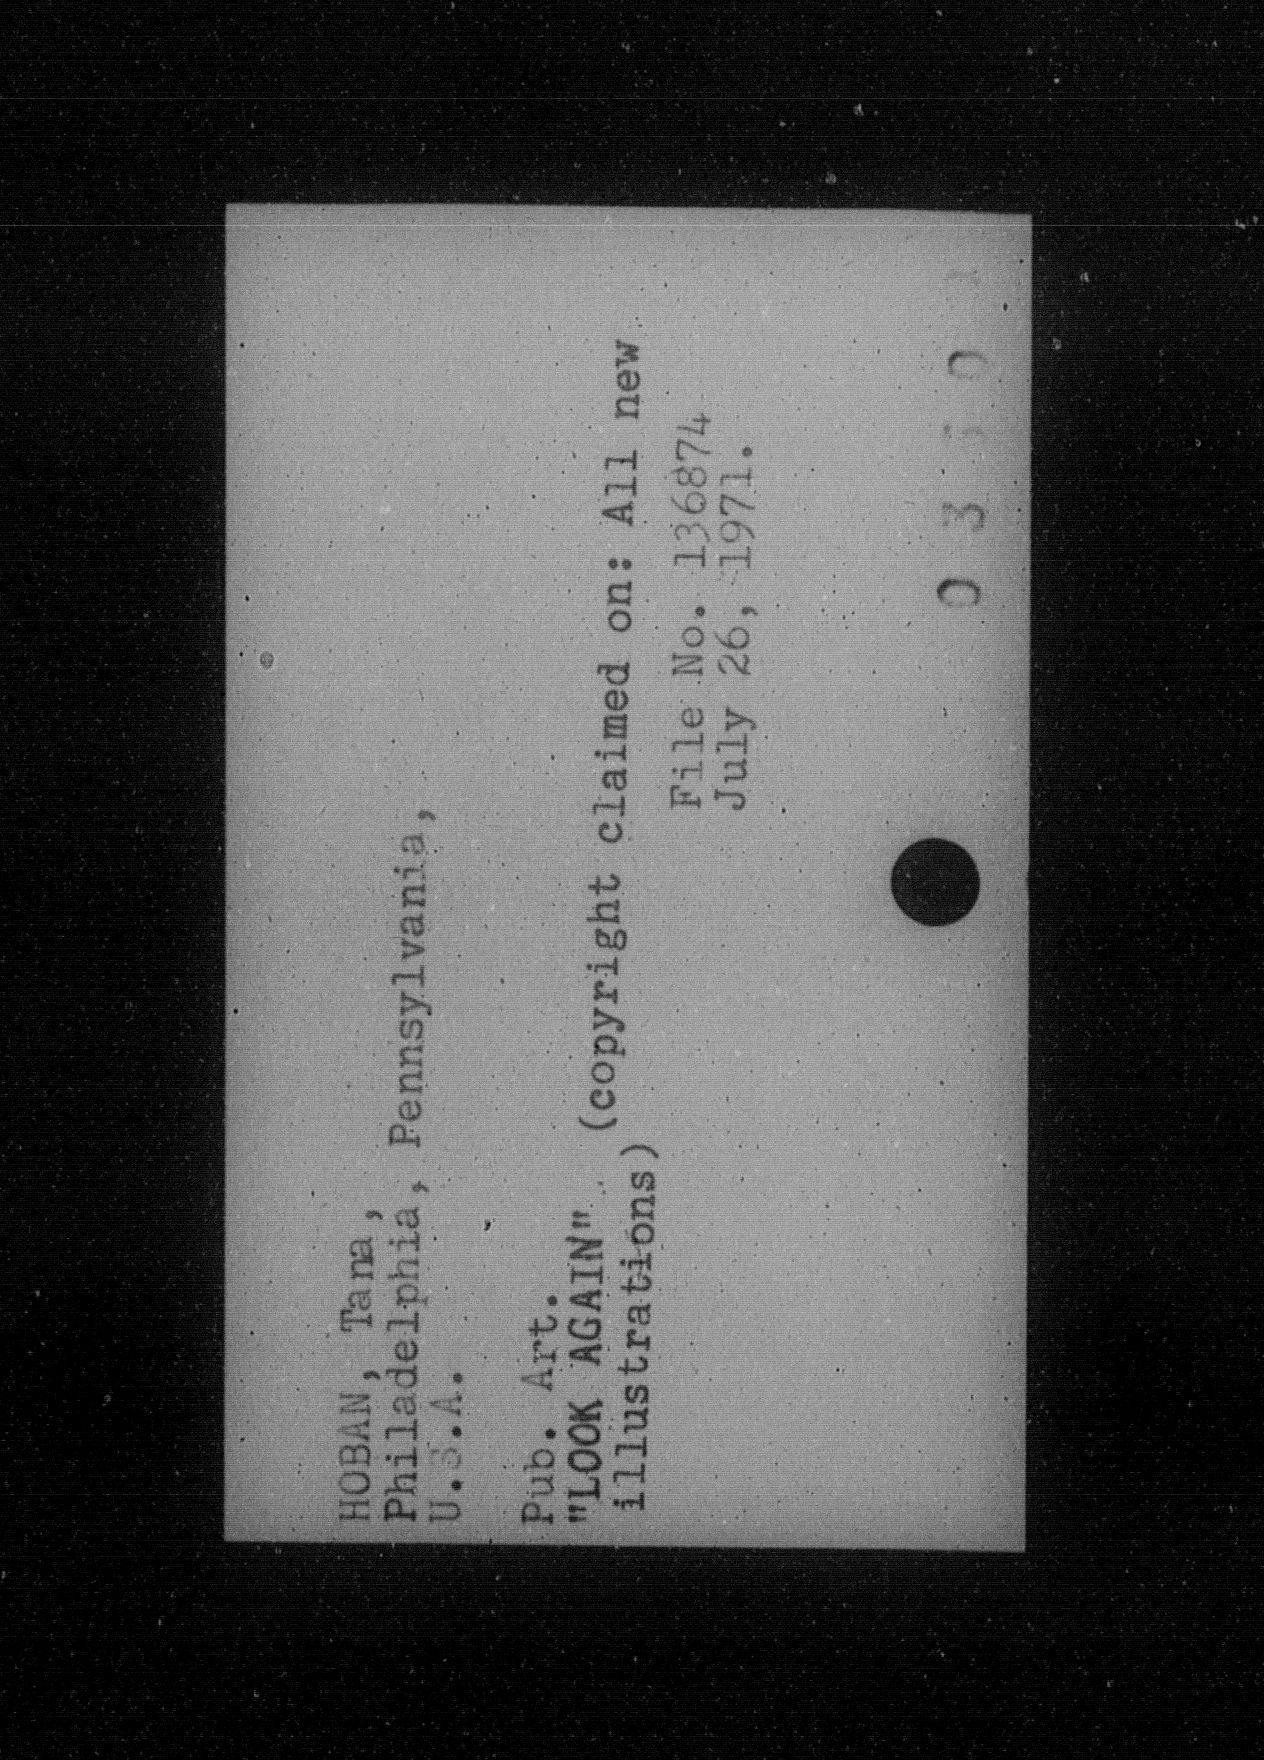 HOBAN, Tana,
Philadelphia, Pennsylvania,
U.S.A.
Pub. Art.
"LOOK AGAIN" (copyright claimed on: All new
illustrations)
File No. 136874
July 26, 1971.